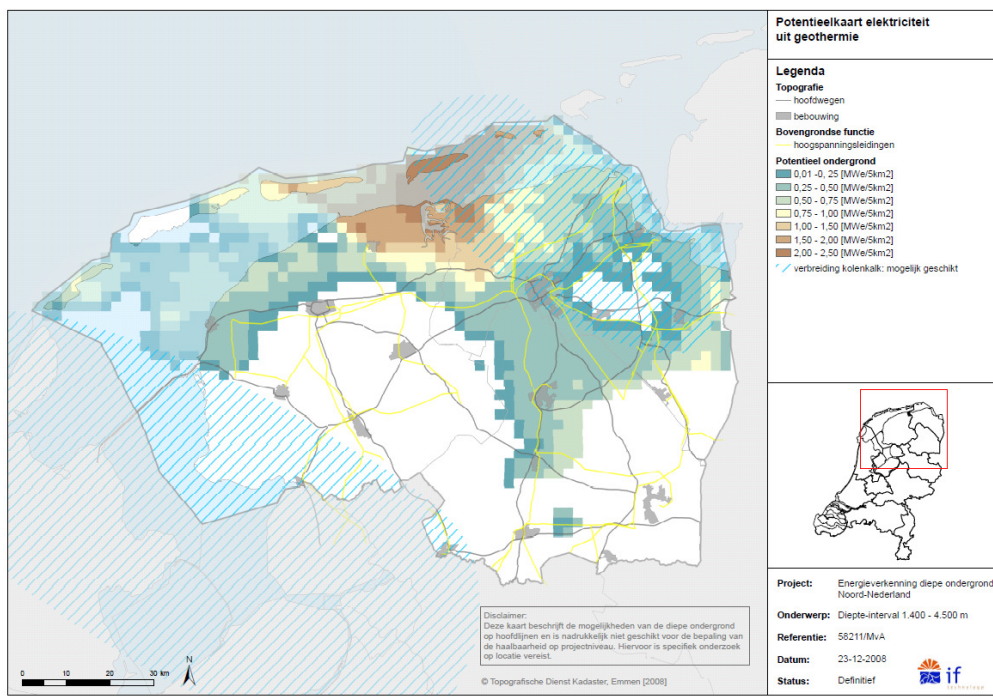 Potentieelkaart elektriciteit
uit geothermie
Legenda
Topografie
hoofdwegen
bebouwing
Bovengrondse functie
hoogspanningsleidingen
Potentieel ondergrond
0,01 -0, 25 [MWe/5km2]
0,25 - 0,50 [MWe/5km2]
0,50 - 0,75 [MWe/5km2]
0,75 - 1,00 [MWe/5km2]
1,00 - 1,50 [MWe/5km2]
1,50 - 2,00 [MWe/5km2]
2,00 - 2,50 [MWe/5km2]
verbreiding kolenkalk: mogelijk geschikt
Project: Energieverkenning diepe ondergrond
Noord-Nederland
Onderwerp: Diepte-interval 1.400 - 4.500 m
Referentie: 58211/MvA
Datum: 23-12-2008
Status: Definitief
if
technology
Disclaimer:
Deze kaart beschrijft de mogelijkheden van de diepe ondergrond
op hoofdlijnen en is nadrukkelijk niet geschikt voor de bepaling van
de haalbaarheid op projectniveau. Hiervoor is specifiek onderzoek
op locatie vereist.
© Topografische Dienst Kadaster, Emmen [2008]
N
0 10 20 30 km